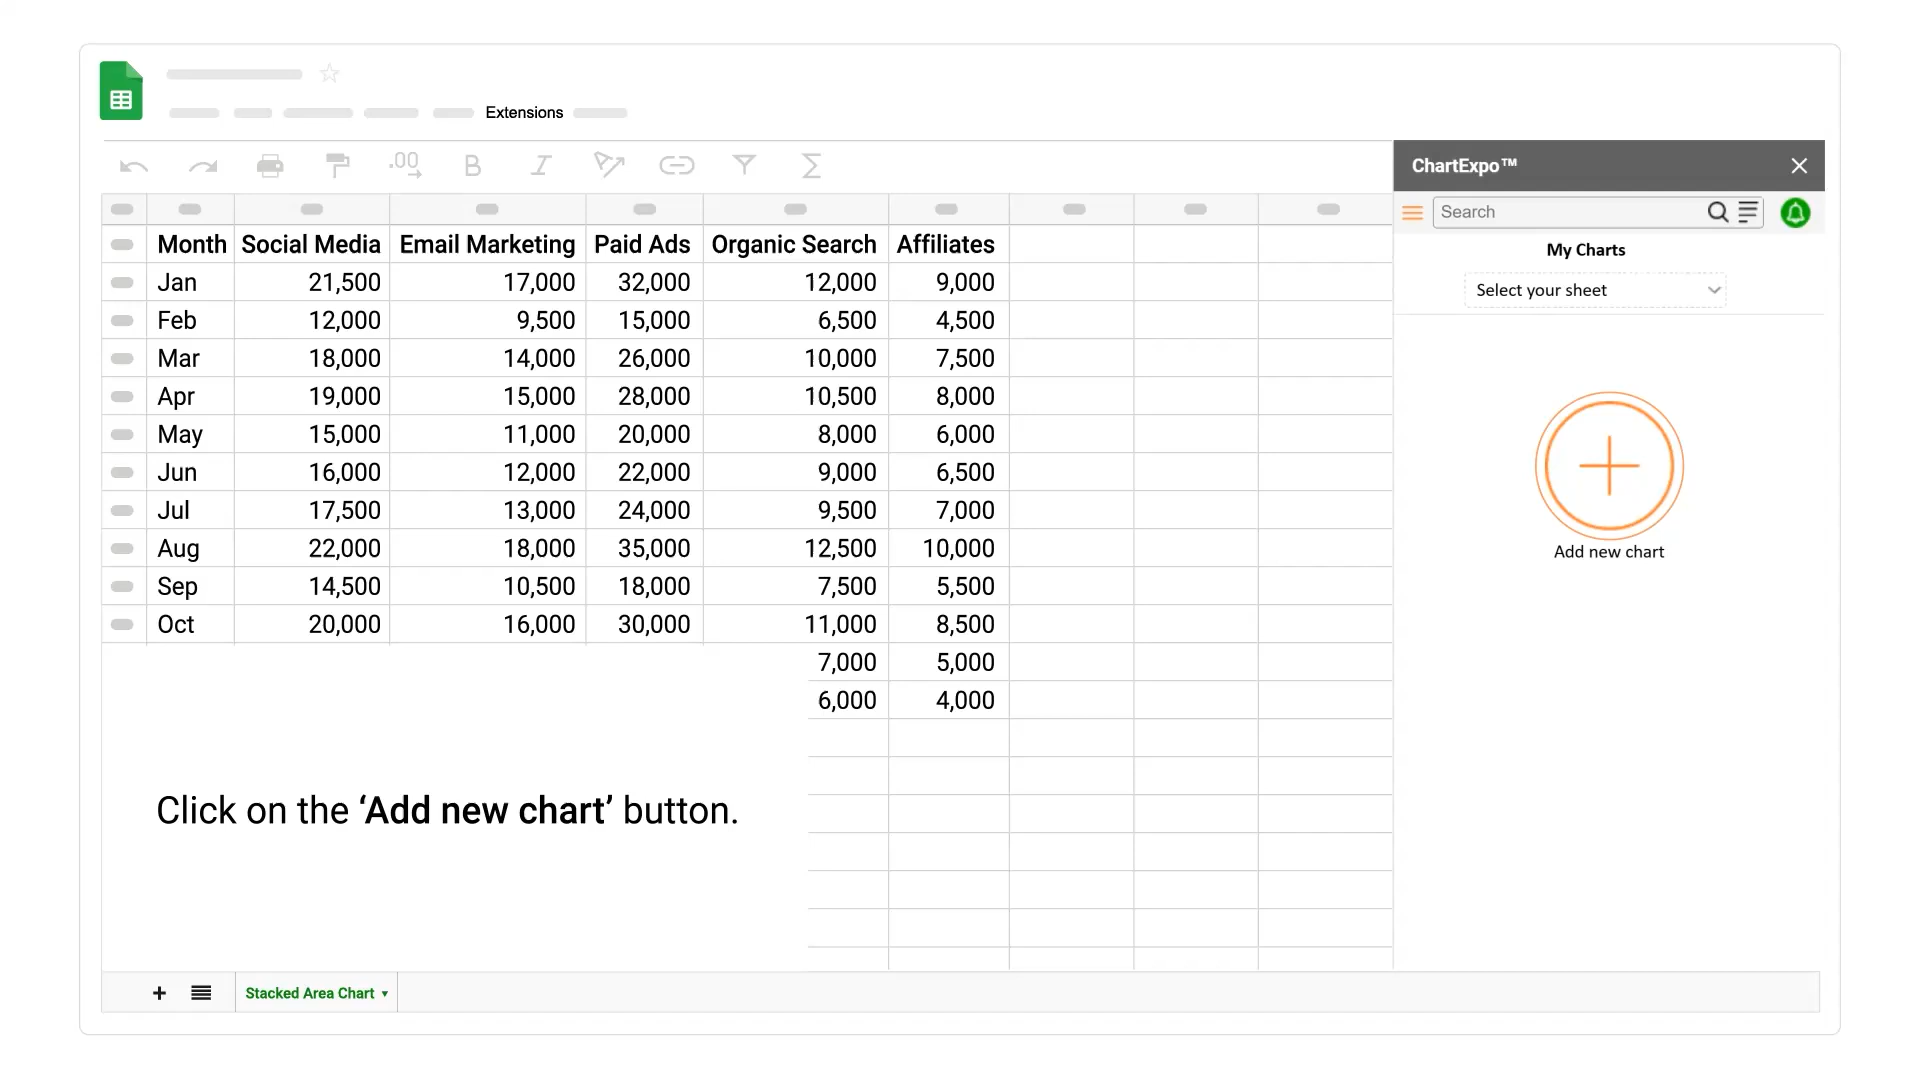 Extensions
.00
B
I
Σ
ChartExpo™
Search
My Charts
Select your sheet
Add new chart
Month Social Media Email Marketing Paid Ads Organic Search Affiliates
Jan 21,500 17,000 32,000 12,000 9,000
Feb 12,000 9,500 15,000 6,500 4,500
Mar 18,000 14,000 26,000 10,000 7,500
Apr 19,000 15,000 28,000 10,500 8,000
May 15,000 11,000 20,000 8,000 6,000
Jun 16,000 12,000 22,000 9,000 6,500
Jul 17,500 13,000 24,000 9,500 7,000
Aug 22,000 18,000 35,000 12,500 10,000
Sep 14,500 10,500 18,000 7,500 5,500
Oct 20,000 16,000 30,000 11,000 8,500
7,000 5,000
6,000 4,000
Click on the ‘Add new chart’ button.
Stacked Area Chart